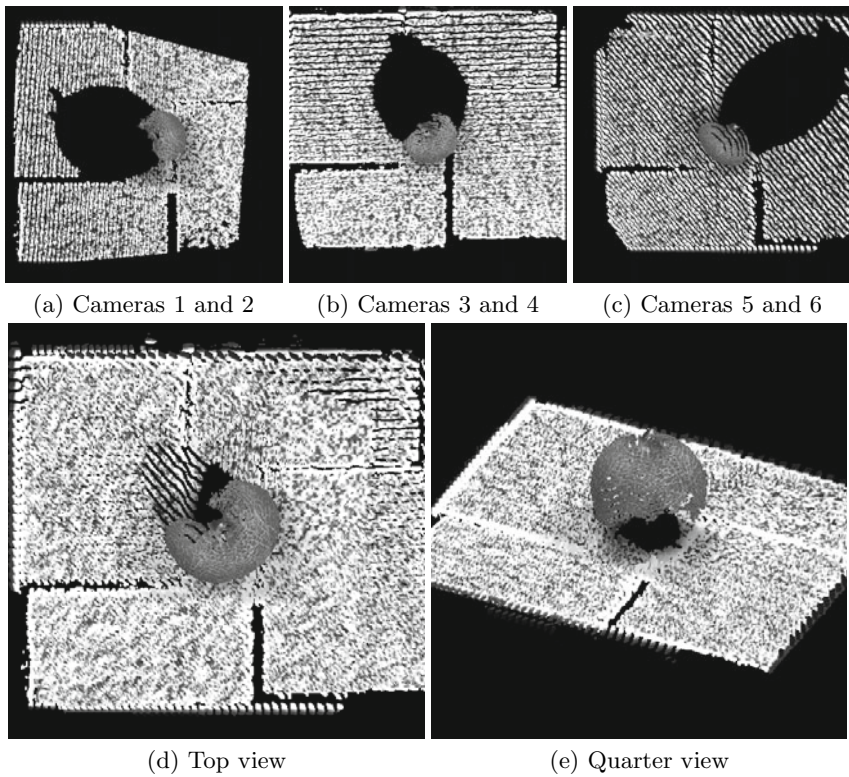 (a) Cameras 1 and 2
(b) Cameras 3 and 4
(c) Cameras 5 and 6
(d) Top view
(e) Quarter view